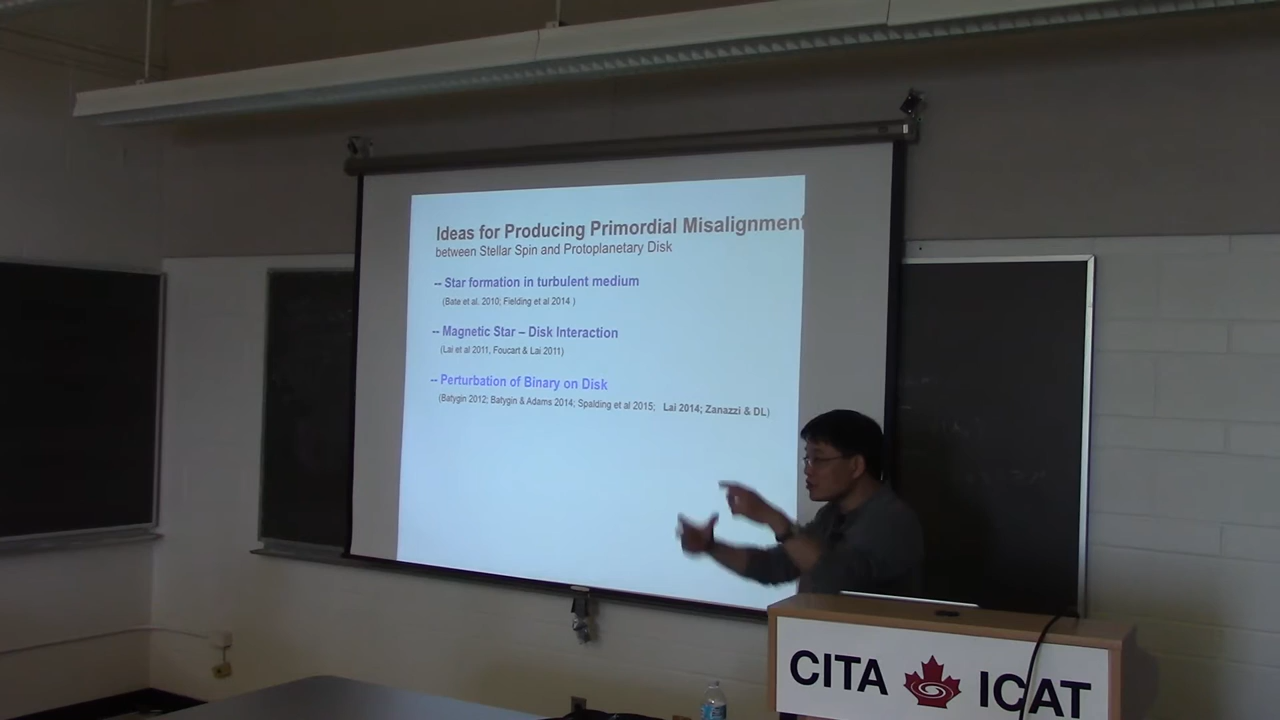 Ideas for Producing Primordial Misalignment
between Stellar Spin and Protoplanetary Disk
-- Star formation in turbulent medium
(Bate et al. 2010; Fielding et al 2014 )
-- Magnetic Star – Disk Interaction
(Lai et al 2011, Foucart & Lai 2011)
-- Perturbation of Binary on Disk
(Batygin 2012; Batygin & Adams 2014; Spalding et al 2015; Lai 2014; Zanazzi & DL)
CITA ICAT